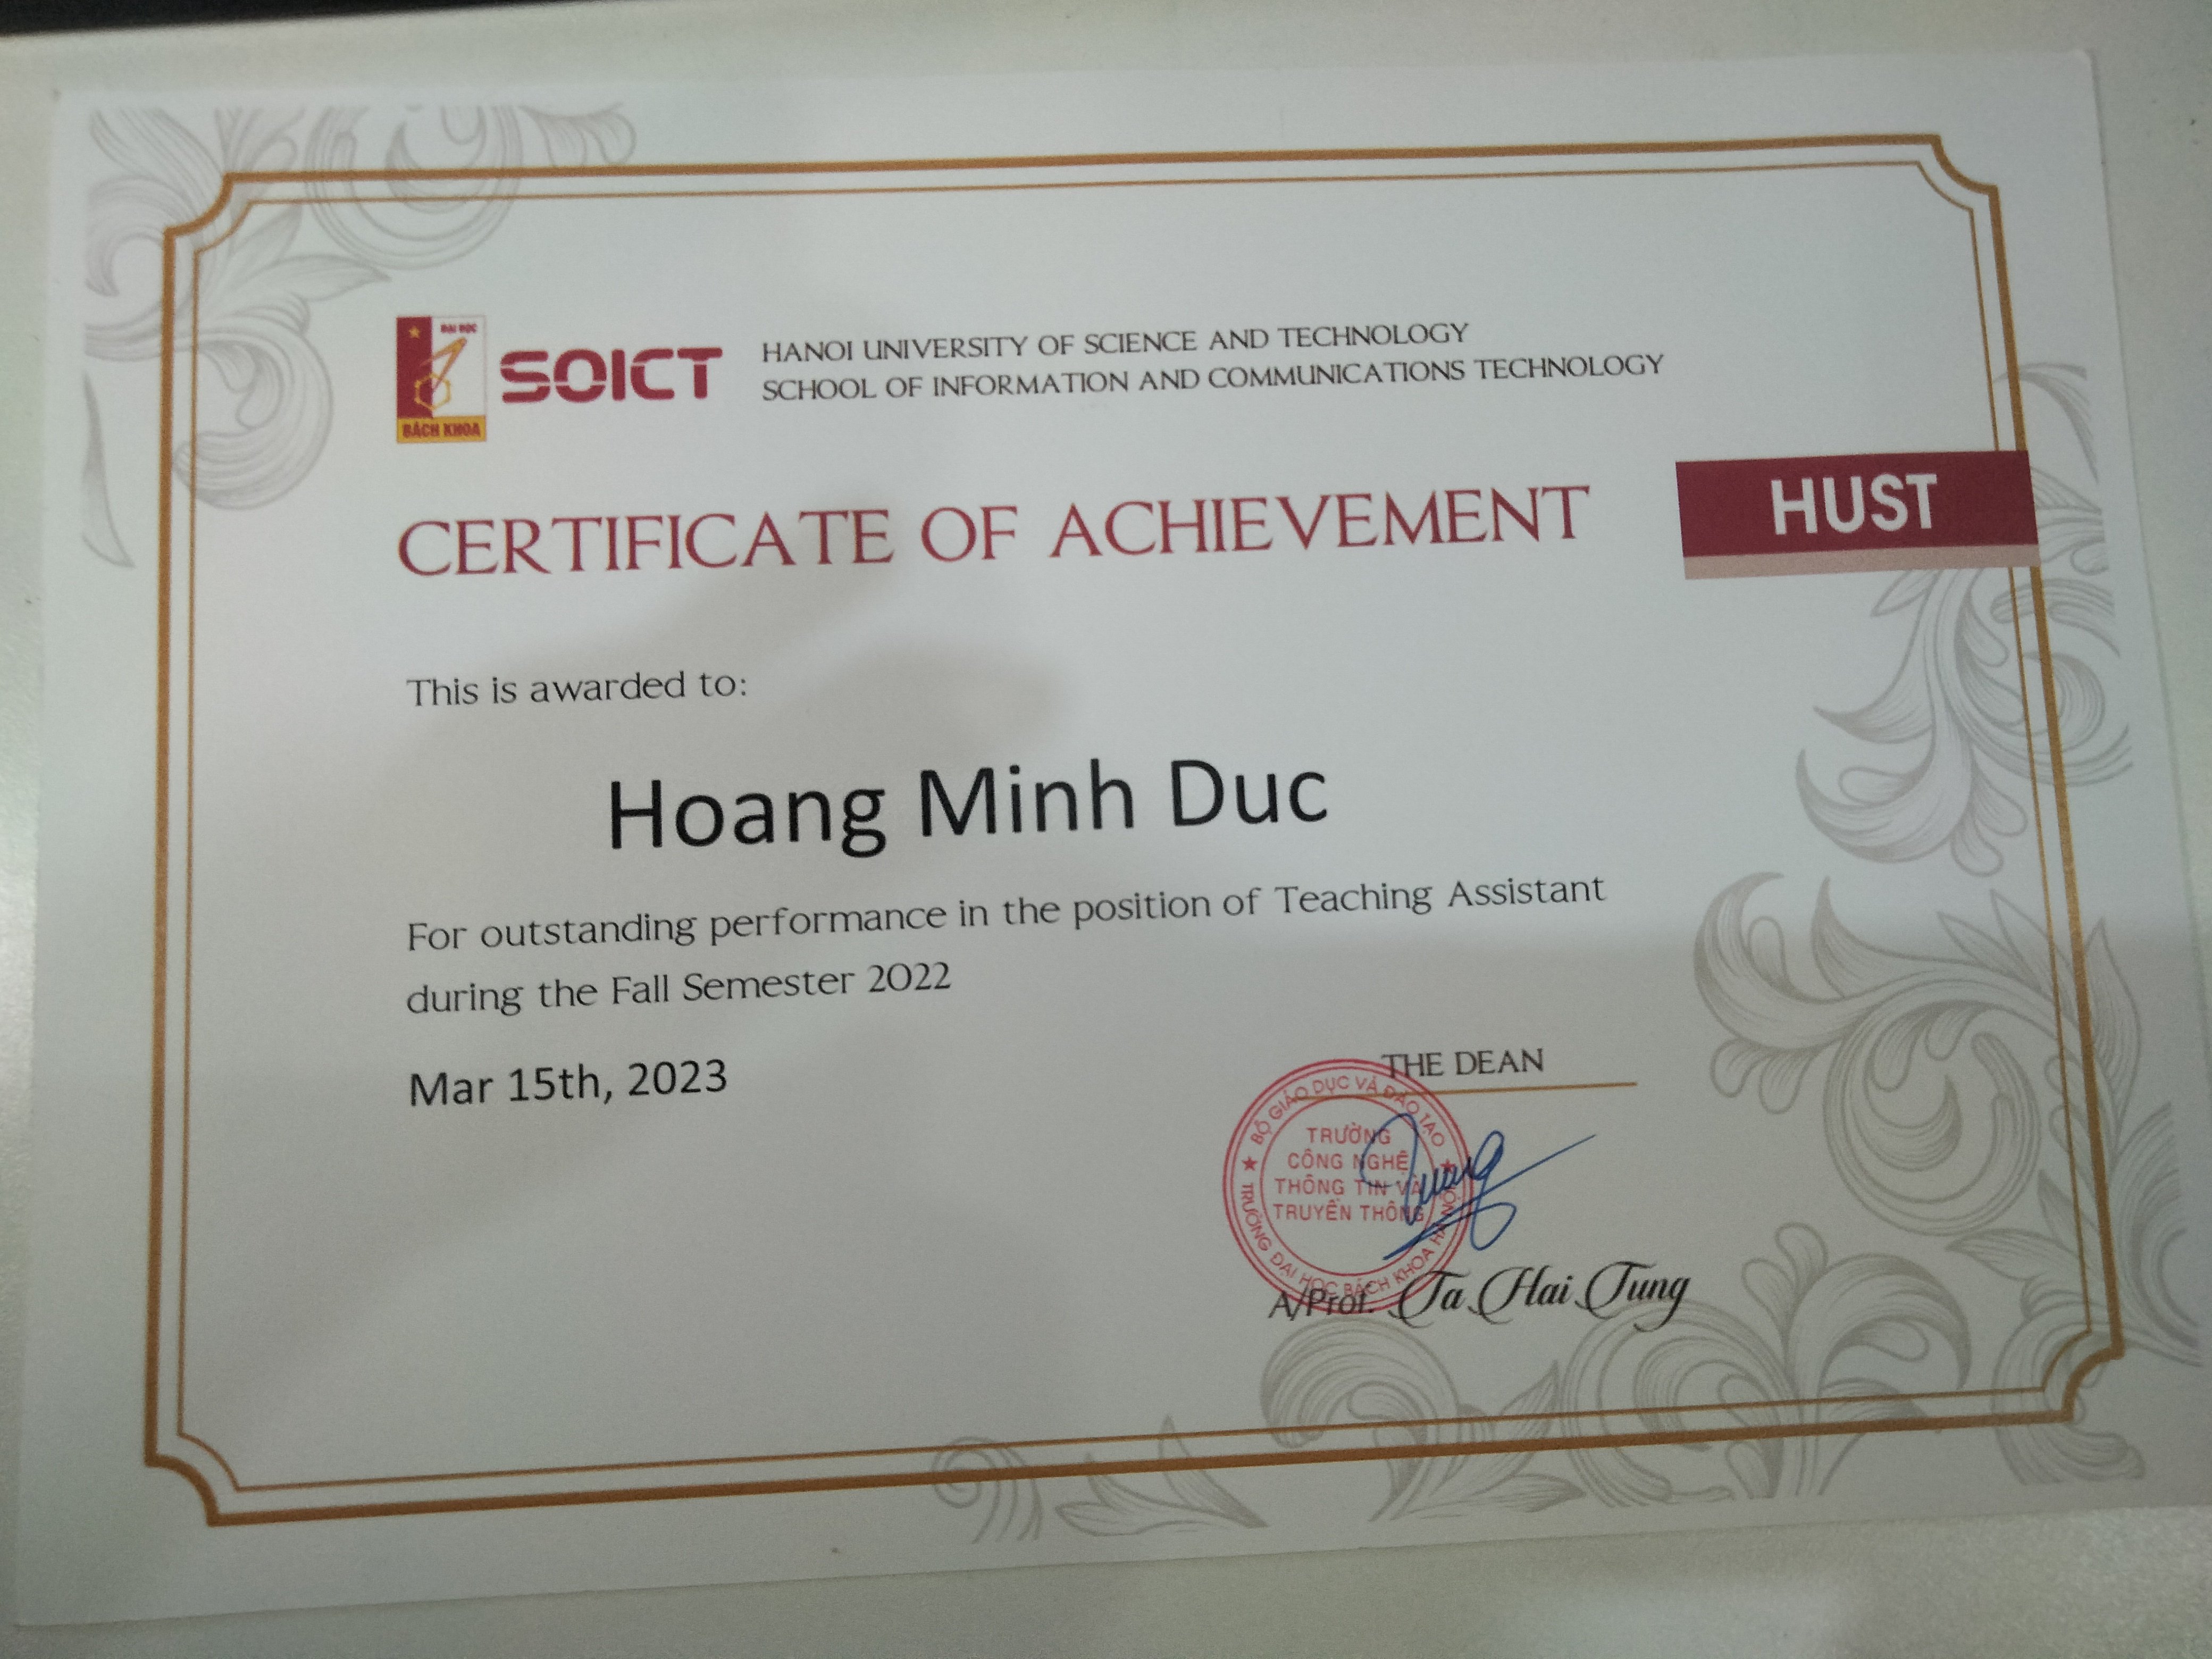 ĐẠI HỌC
BÁCH KHOA
SOICT
HANOI UNIVERSITY OF SCIENCE AND TECHNOLOGY
SCHOOL OF INFORMATION AND COMMUNICATIONS TECHNOLOGY
CERTIFICATE OF ACHIEVEMENT
HUST
This is awarded to:
Hoang Minh Duc
For outstanding performance in the position of Teaching Assistant
during the Fall Semester 2022
Mar 15th, 2023
THE DEAN
BỘ GIÁO DỤC VÀ ĐÀO TẠO
TRƯỜNG
CÔNG NGHỆ
THÔNG TIN VÀ
TRUYỀN THÔNG
TRƯỜNG ĐẠI HỌC BÁCH KHOA HÀ NỘI
A/Prof. Ta Hai Tung